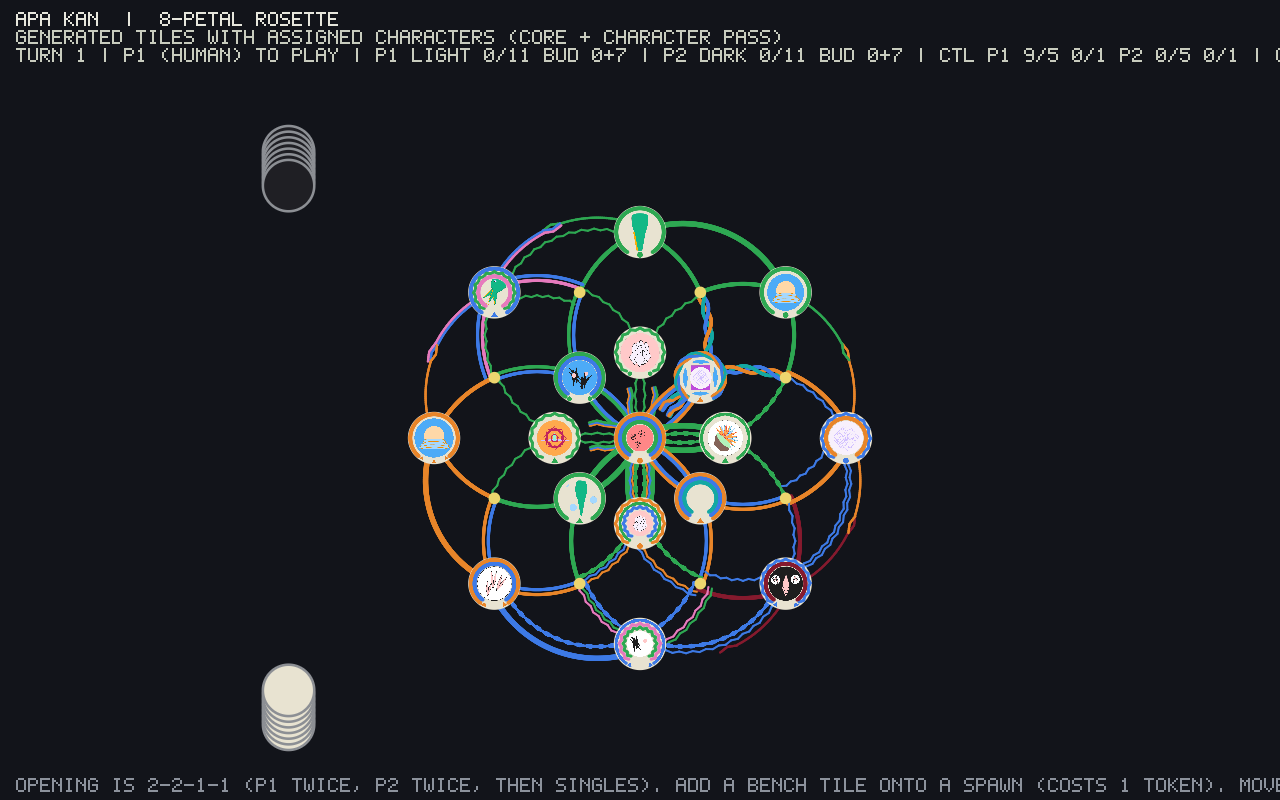 APA KAN | 8-PETAL ROSETTE
GENERATED TILES WITH ASSIGNED CHARACTERS (CORE + CHARACTER PASS)
TURN 1 | P1 (HUMAN) TO PLAY | P1 LIGHT 0/11 BUD 0+7 | P2 DARK 0/11 BUD 0+7 | CTL P1 9/5 0/1 P2 0/5 0/1 |
OPENING IS 2-2-1-1 (P1 TWICE, P2 TWICE, THEN SINGLES). ADD A BENCH TILE ONTO A SPAWN (COSTS 1 TOKEN).